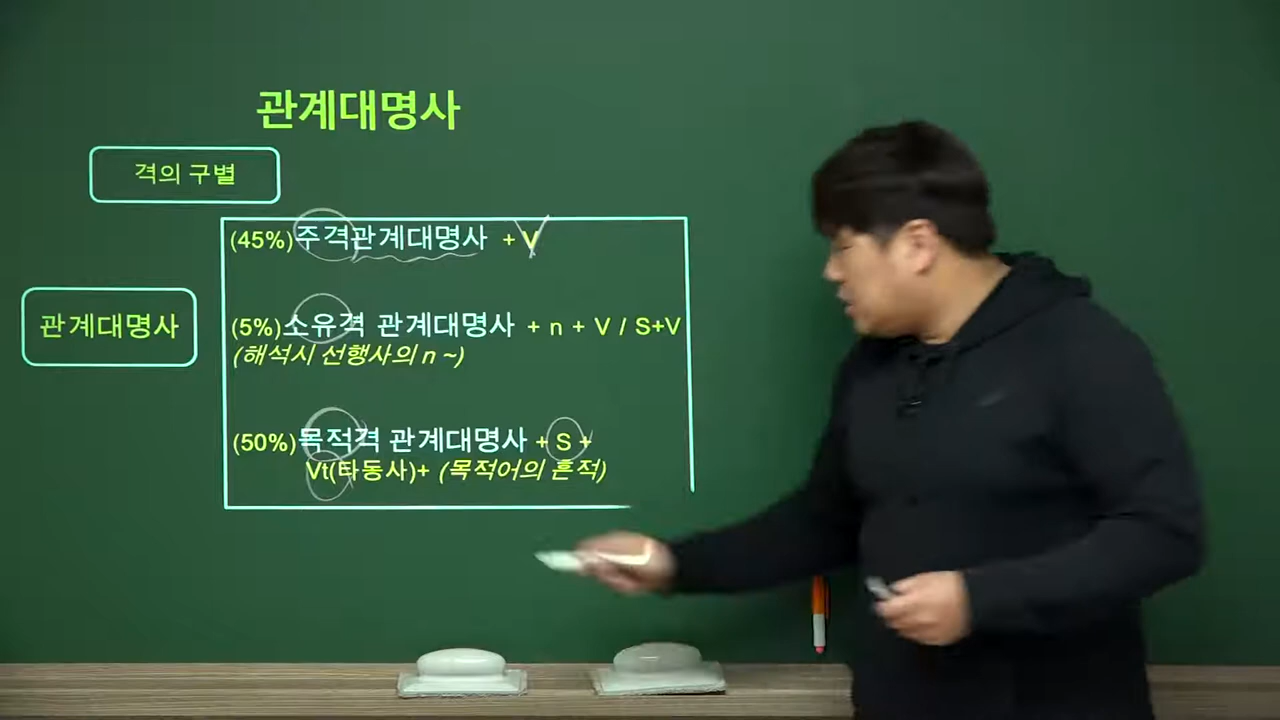 관계대명사
격의 구별
(45%)주격관계대명사 + V
관계대명사
(5%)소유격 관계대명사 + n + V / S+V
(해석시 선행사의 n ~)
(50%)목적격 관계대명사 + S +
Vt(타동사)+ (목적어의 흔적)